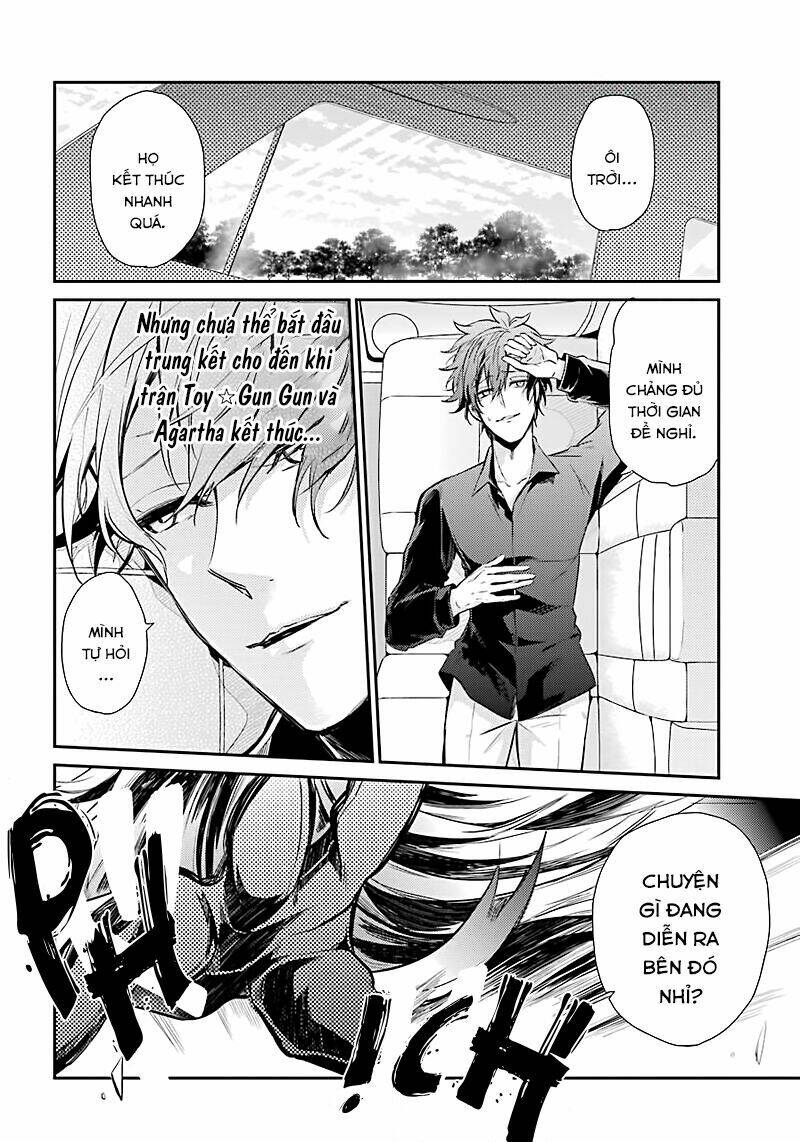 ÔI
TRỜI...
HỌ
KẾT THÚC
NHANH
QUÁ.
MÌNH
CHẲNG ĐỦ
THỜI GIAN
ĐỂ NGHỈ.
Nhưng chưa thể bắt đầu
trung kết cho đến khi
trận Toy☆Gun Gun và
Agartha kết thúc...
MÌNH
TỰ HỎI
...
CHUYỆN
GÌ ĐANG
DIỄN RA
BÊN ĐÓ
NHỈ?
PHỊCH